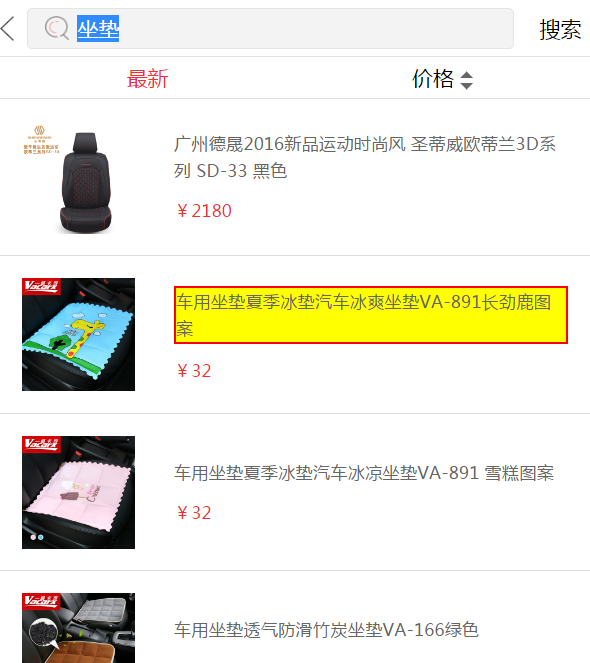 坐垫
搜索
最新
价格
广州德晟2016新品运动时尚风 圣蒂威欧蒂兰3D系
列 SD-33 黑色
￥2180
车用坐垫夏季冰垫汽车冰爽坐垫VA-891长劲鹿图
案
￥32
车用坐垫夏季冰垫汽车冰凉坐垫VA-891 雪糕图案
￥32
车用坐垫透气防滑竹炭坐垫VA-166绿色